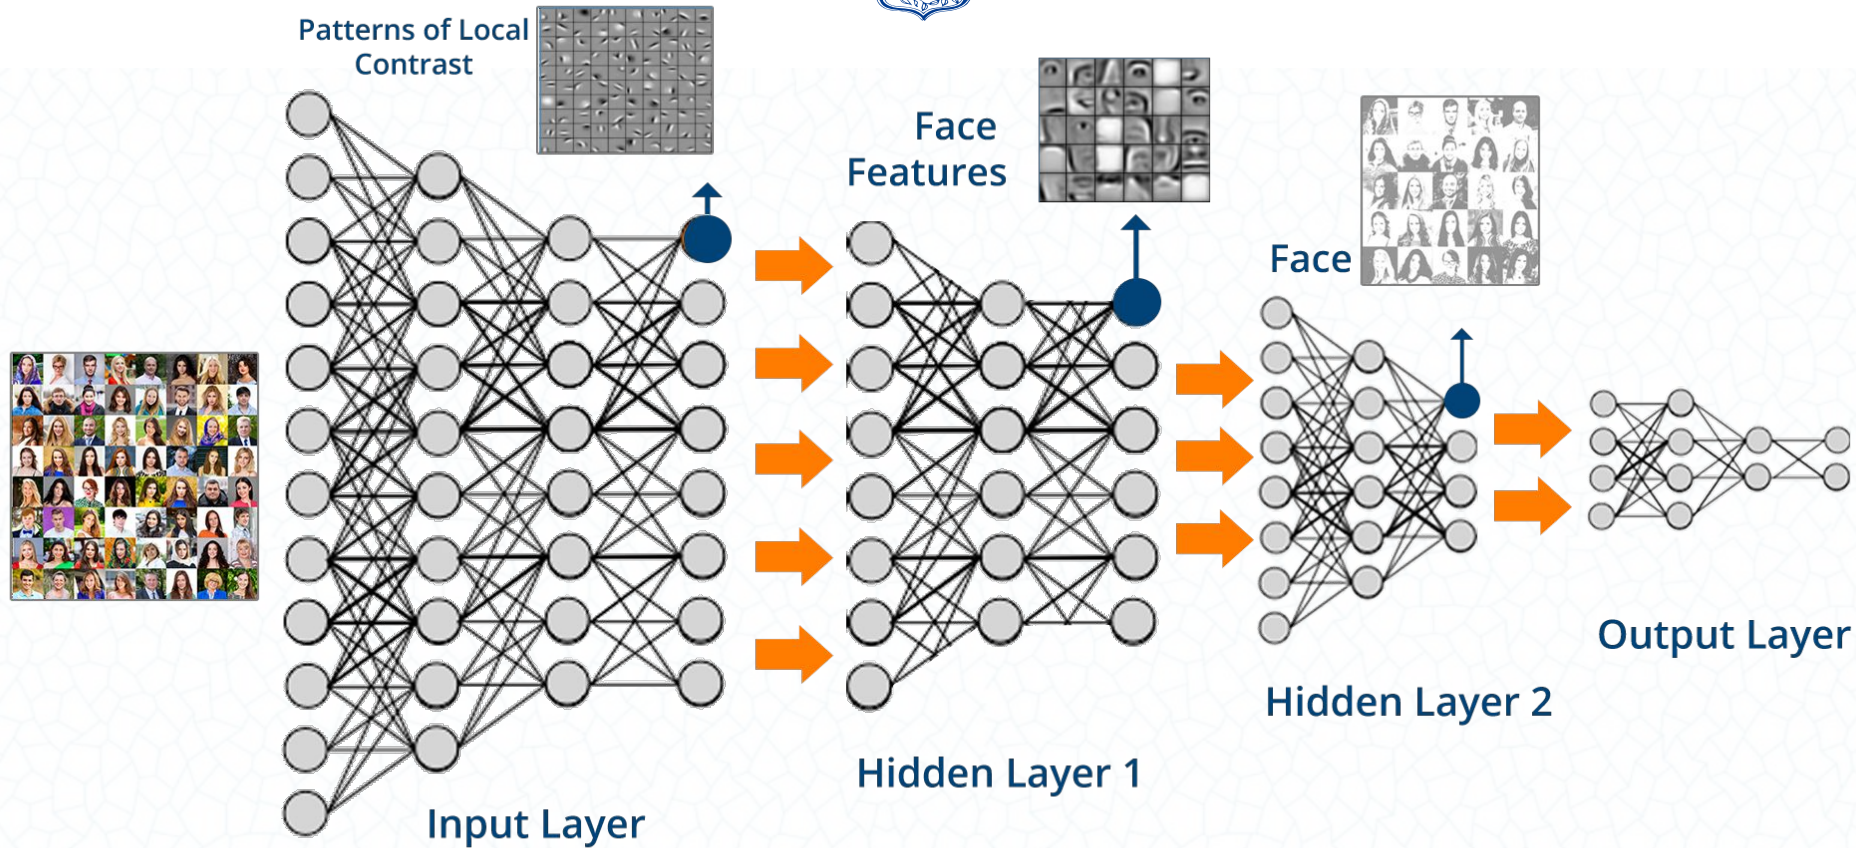 Patterns of Local
Contrast
Face
Features
Face
Input Layer
Hidden Layer 1
Hidden Layer 2
Output Layer